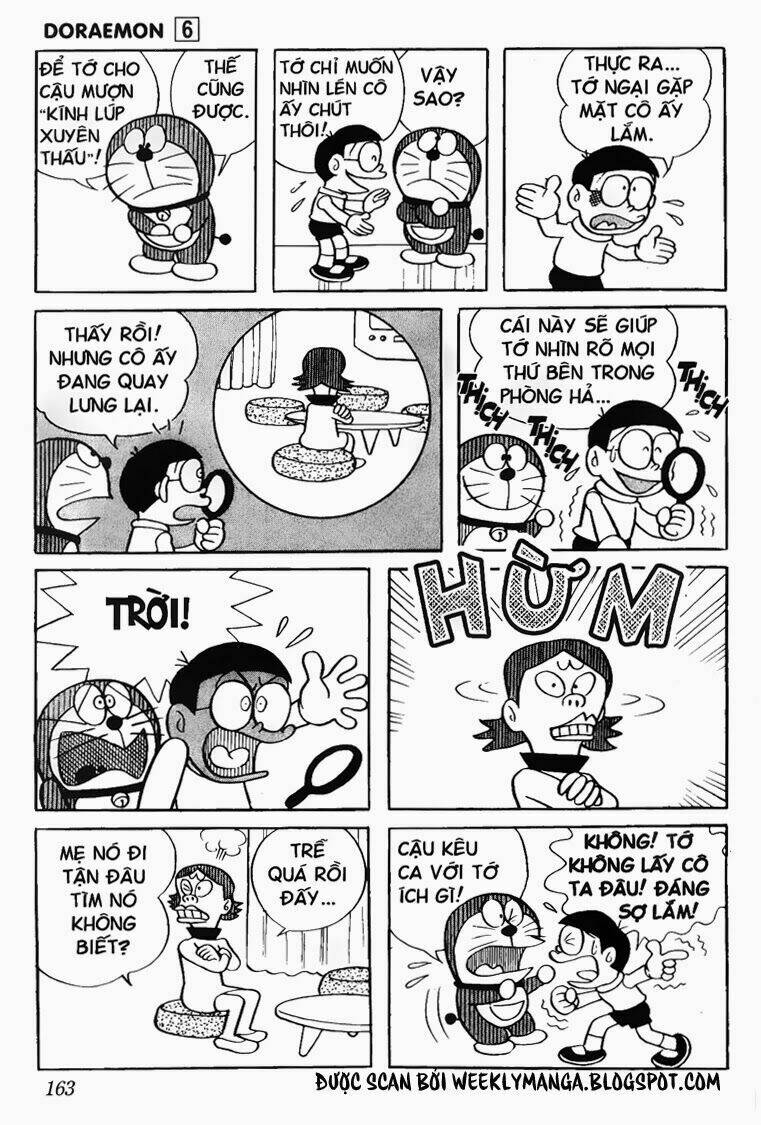 DORAEMON 6
THỰC RA...
TỚ NGẠI GẶP
MẶT CÔ ẤY
LẮM.
VẬY
SAO?
TỚ CHỈ MUỐN
NHÌN LÉN CÔ
ẤY CHÚT
THÔI!
THẾ
CŨNG
ĐƯỢC.
ĐỂ TỚ CHO
CẬU MƯỢN
"KÍNH LÚP
XUYÊN
THẤU"!
CÁI NÀY SẼ GIÚP
TỚ NHÌN RÕ MỌI
THỨ BÊN TRONG
PHÒNG HẢ...
THỊCH
THỊCH
THỊCH
THỊCH
THẤY RỒI!
NHƯNG CÔ ẤY
ĐANG QUAY
LƯNG LẠI.
HỪM
TRỜI!
KHÔNG! TỚ
KHÔNG LẤY CÔ
TA ĐÂU! ĐÁNG
SỢ LẮM!
CẬU KÊU
CA VỚI TỚ
ÍCH GÌ!
TRỄ
QUÁ RỒI
ĐẤY...
MẸ NÓ ĐI
TẬN ĐÂU
TÌM NÓ
KHÔNG
BIẾT?
163
ĐƯỢC SCAN BỞI WEEKLYMANGA.BLOGSPOT.COM